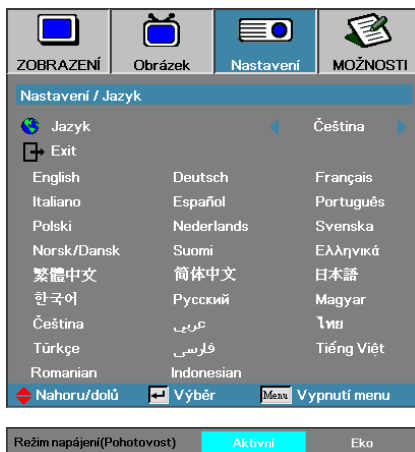 ZOBRAZENÍ Obrázek Nastavení MOŽNOSTI
Nastavení / Jazyk
Jazyk Čeština
Exit
English Deutsch Français
Italiano Español Português
Polski Nederlands Svenska
Norsk/Dansk Suomi Ελληνικά
繁體中文 简体中文 日本語
한국어 Русский Magyar
Čeština عربي ไทย
Türkçe فارسی Tiếng Việt
Romanian Indonesian
Nahoru/dolů Výběr Menu Vypnutí menu
Režim napájení(Pohotovost) Aktivní Eko